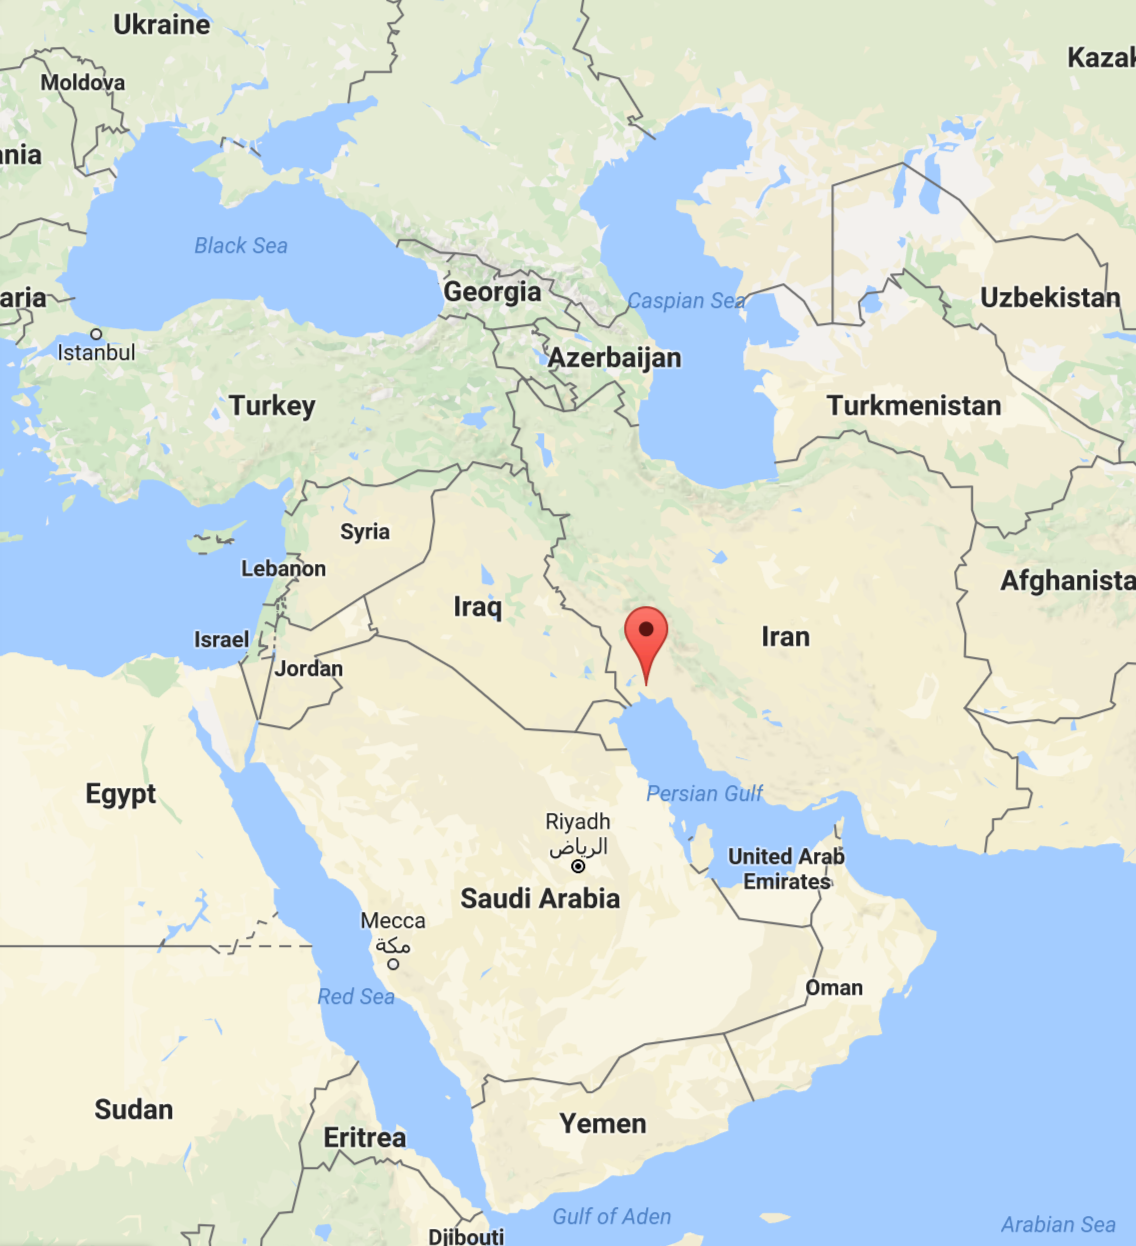 Ukraine
Kazak
Moldova
ania
Black Sea
Georgia
Caspian Sea
Uzbekistan
aria
Istanbul
Azerbaijan
Turkey
Turkmenistan
Syria
Lebanon
Afghanista
Iraq
Israel
Iran
Jordan
Egypt
Persian Gulf
Riyadh
الرياض
United Arab
Emirates
Saudi Arabia
Mecca
مكة
Oman
Red Sea
Sudan
Yemen
Eritrea
Gulf of Aden
Arabian Sea
Djibouti